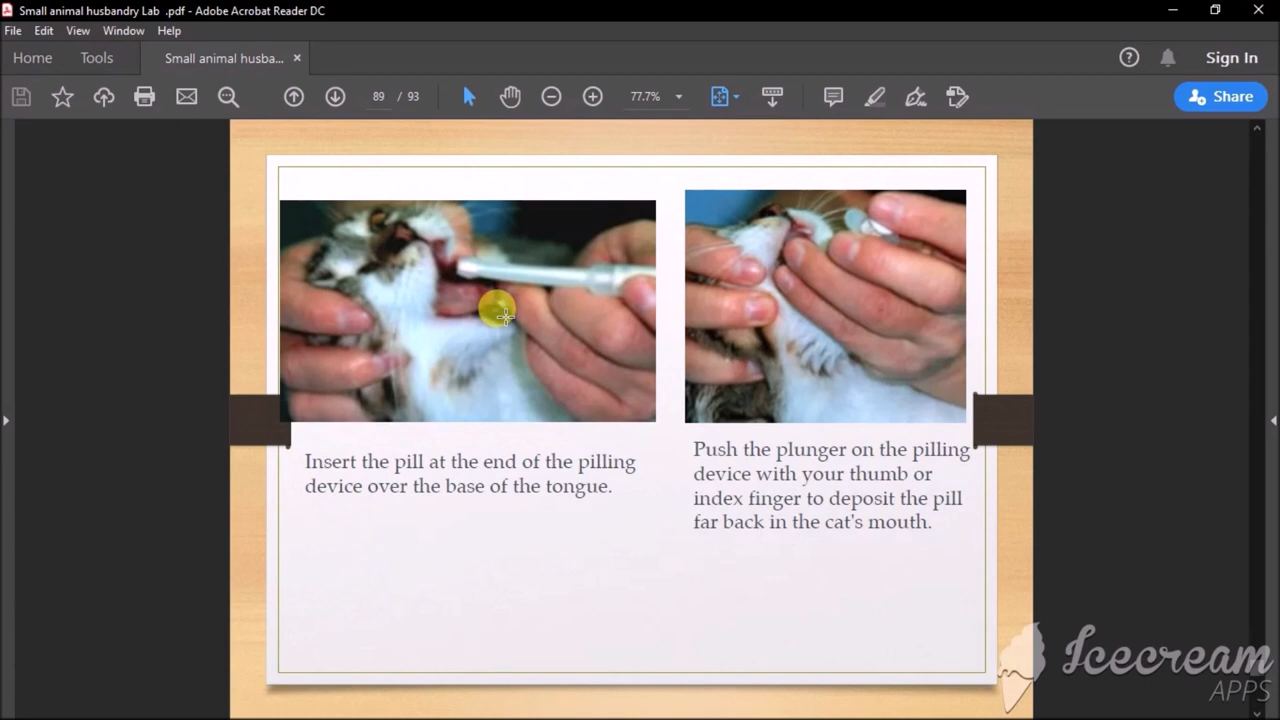 Small animal husbandry Lab .pdf - Adobe Acrobat Reader DC
File Edit View Window Help
Home Tools Small animal husba... Sign In
89 / 93 77.7% Share
Insert the pill at the end of the pilling
device over the base of the tongue.
Push the plunger on the pilling
device with your thumb or
index finger to deposit the pill
far back in the cat's mouth.
Icecream
APPS